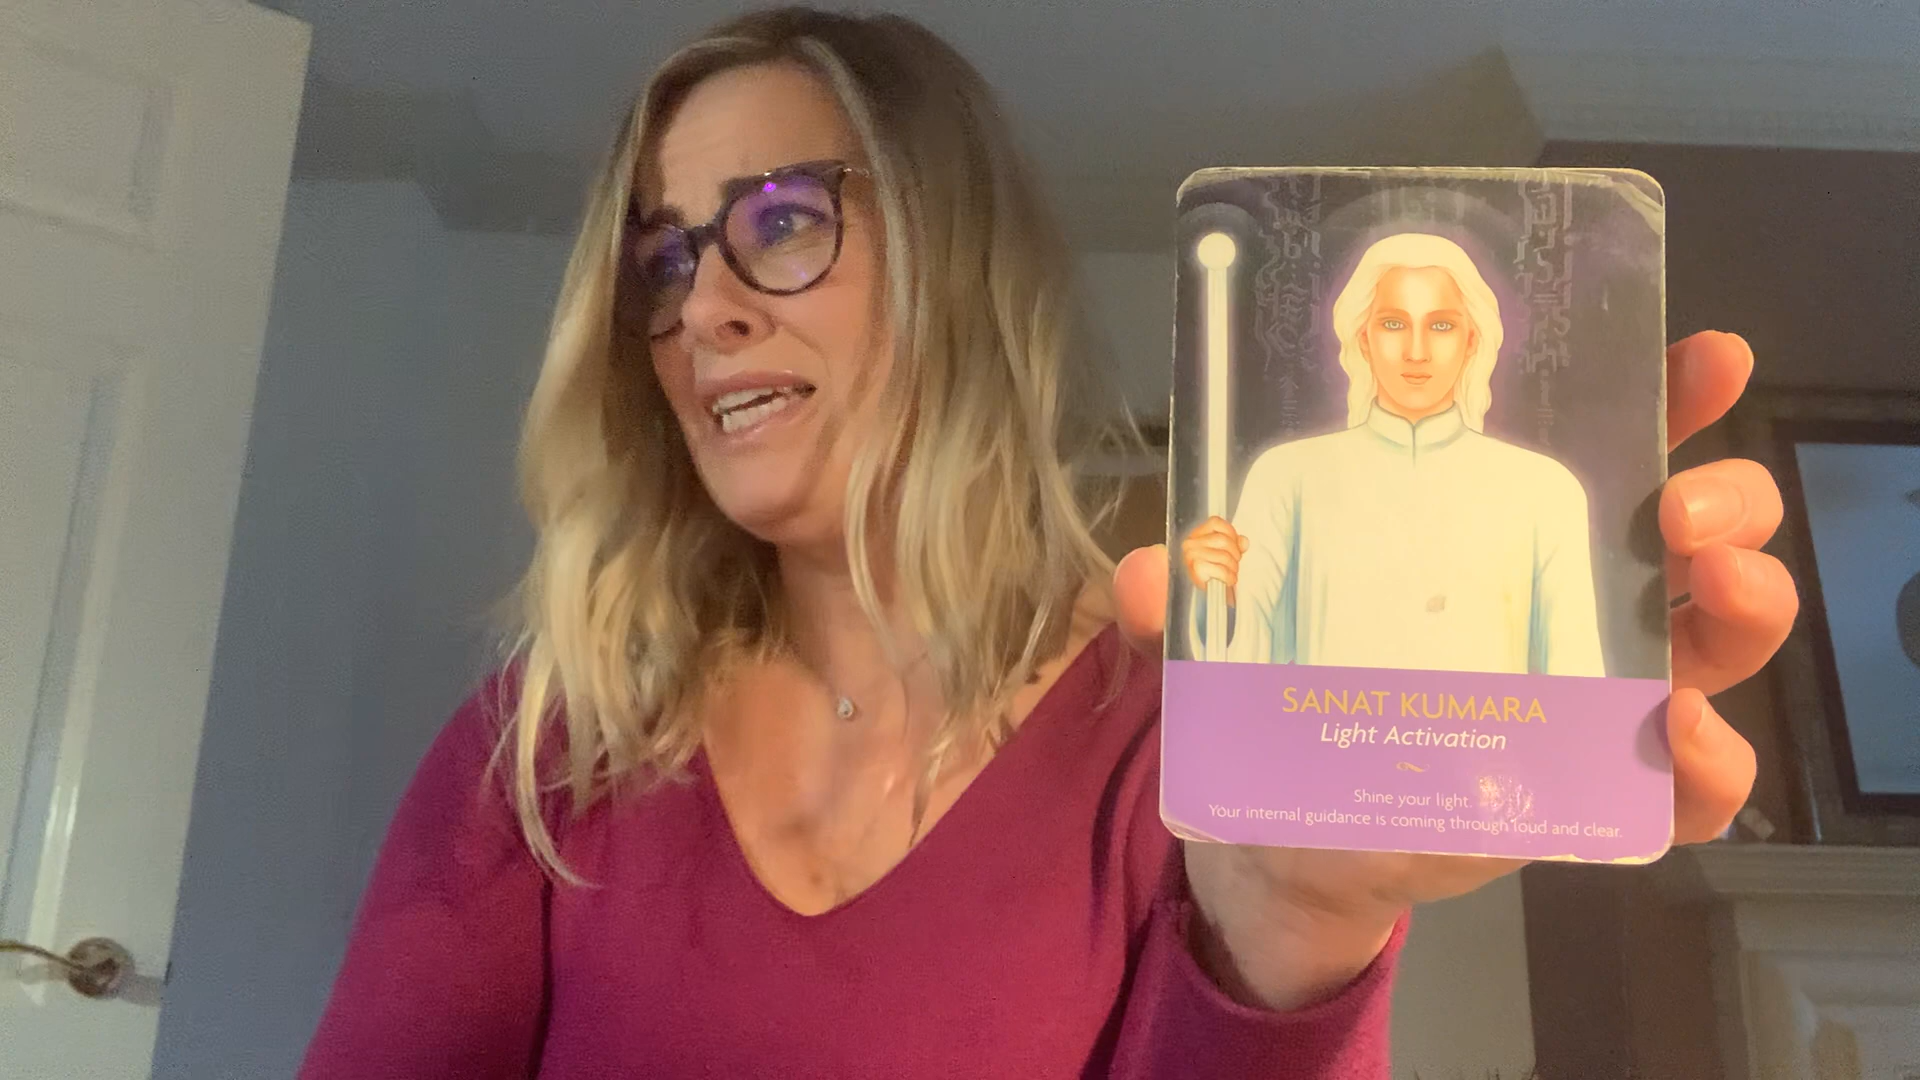 SANAT KUMARA
Light Activation
Shine your light.
Your internal guidance is coming through loud and clear.